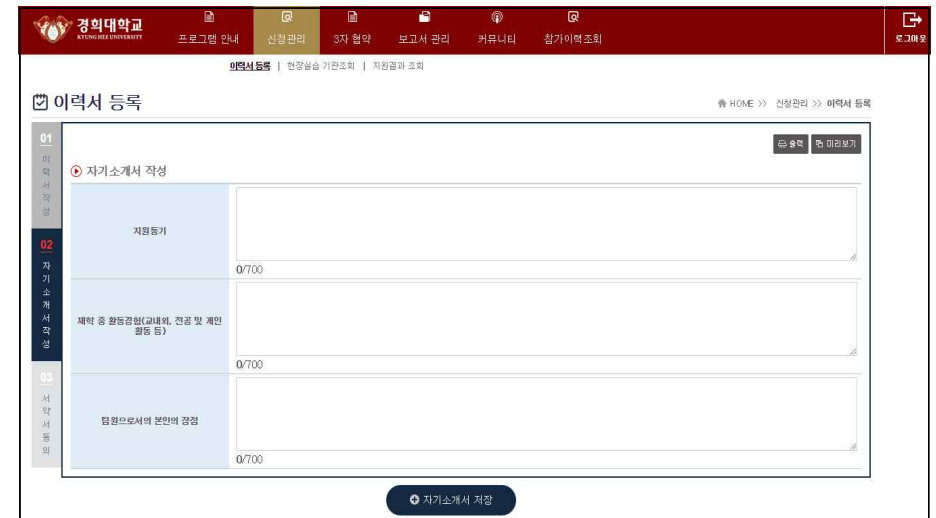 경희대학교
KYUNG HEE UNIVERSITY
프로그램 안내
신청관리
3자 협약
보고서 관리
커뮤니티
참가이력조회
로그아웃
이력서 등록 | 현장실습 기관조회 | 지원결과 조회
이력서 등록
HOME >> 신청관리 >> 이력서 등록
01
이력서작성
02
자기소개서작성
03
서약서동의
출력
미리보기
자기소개서 작성
지원동기
0/700
재학 중 활동경험(교내외, 전공 및 개인
활동 등)
0/700
팀원으로서의 본인의 장점
0/700
자기소개서 저장